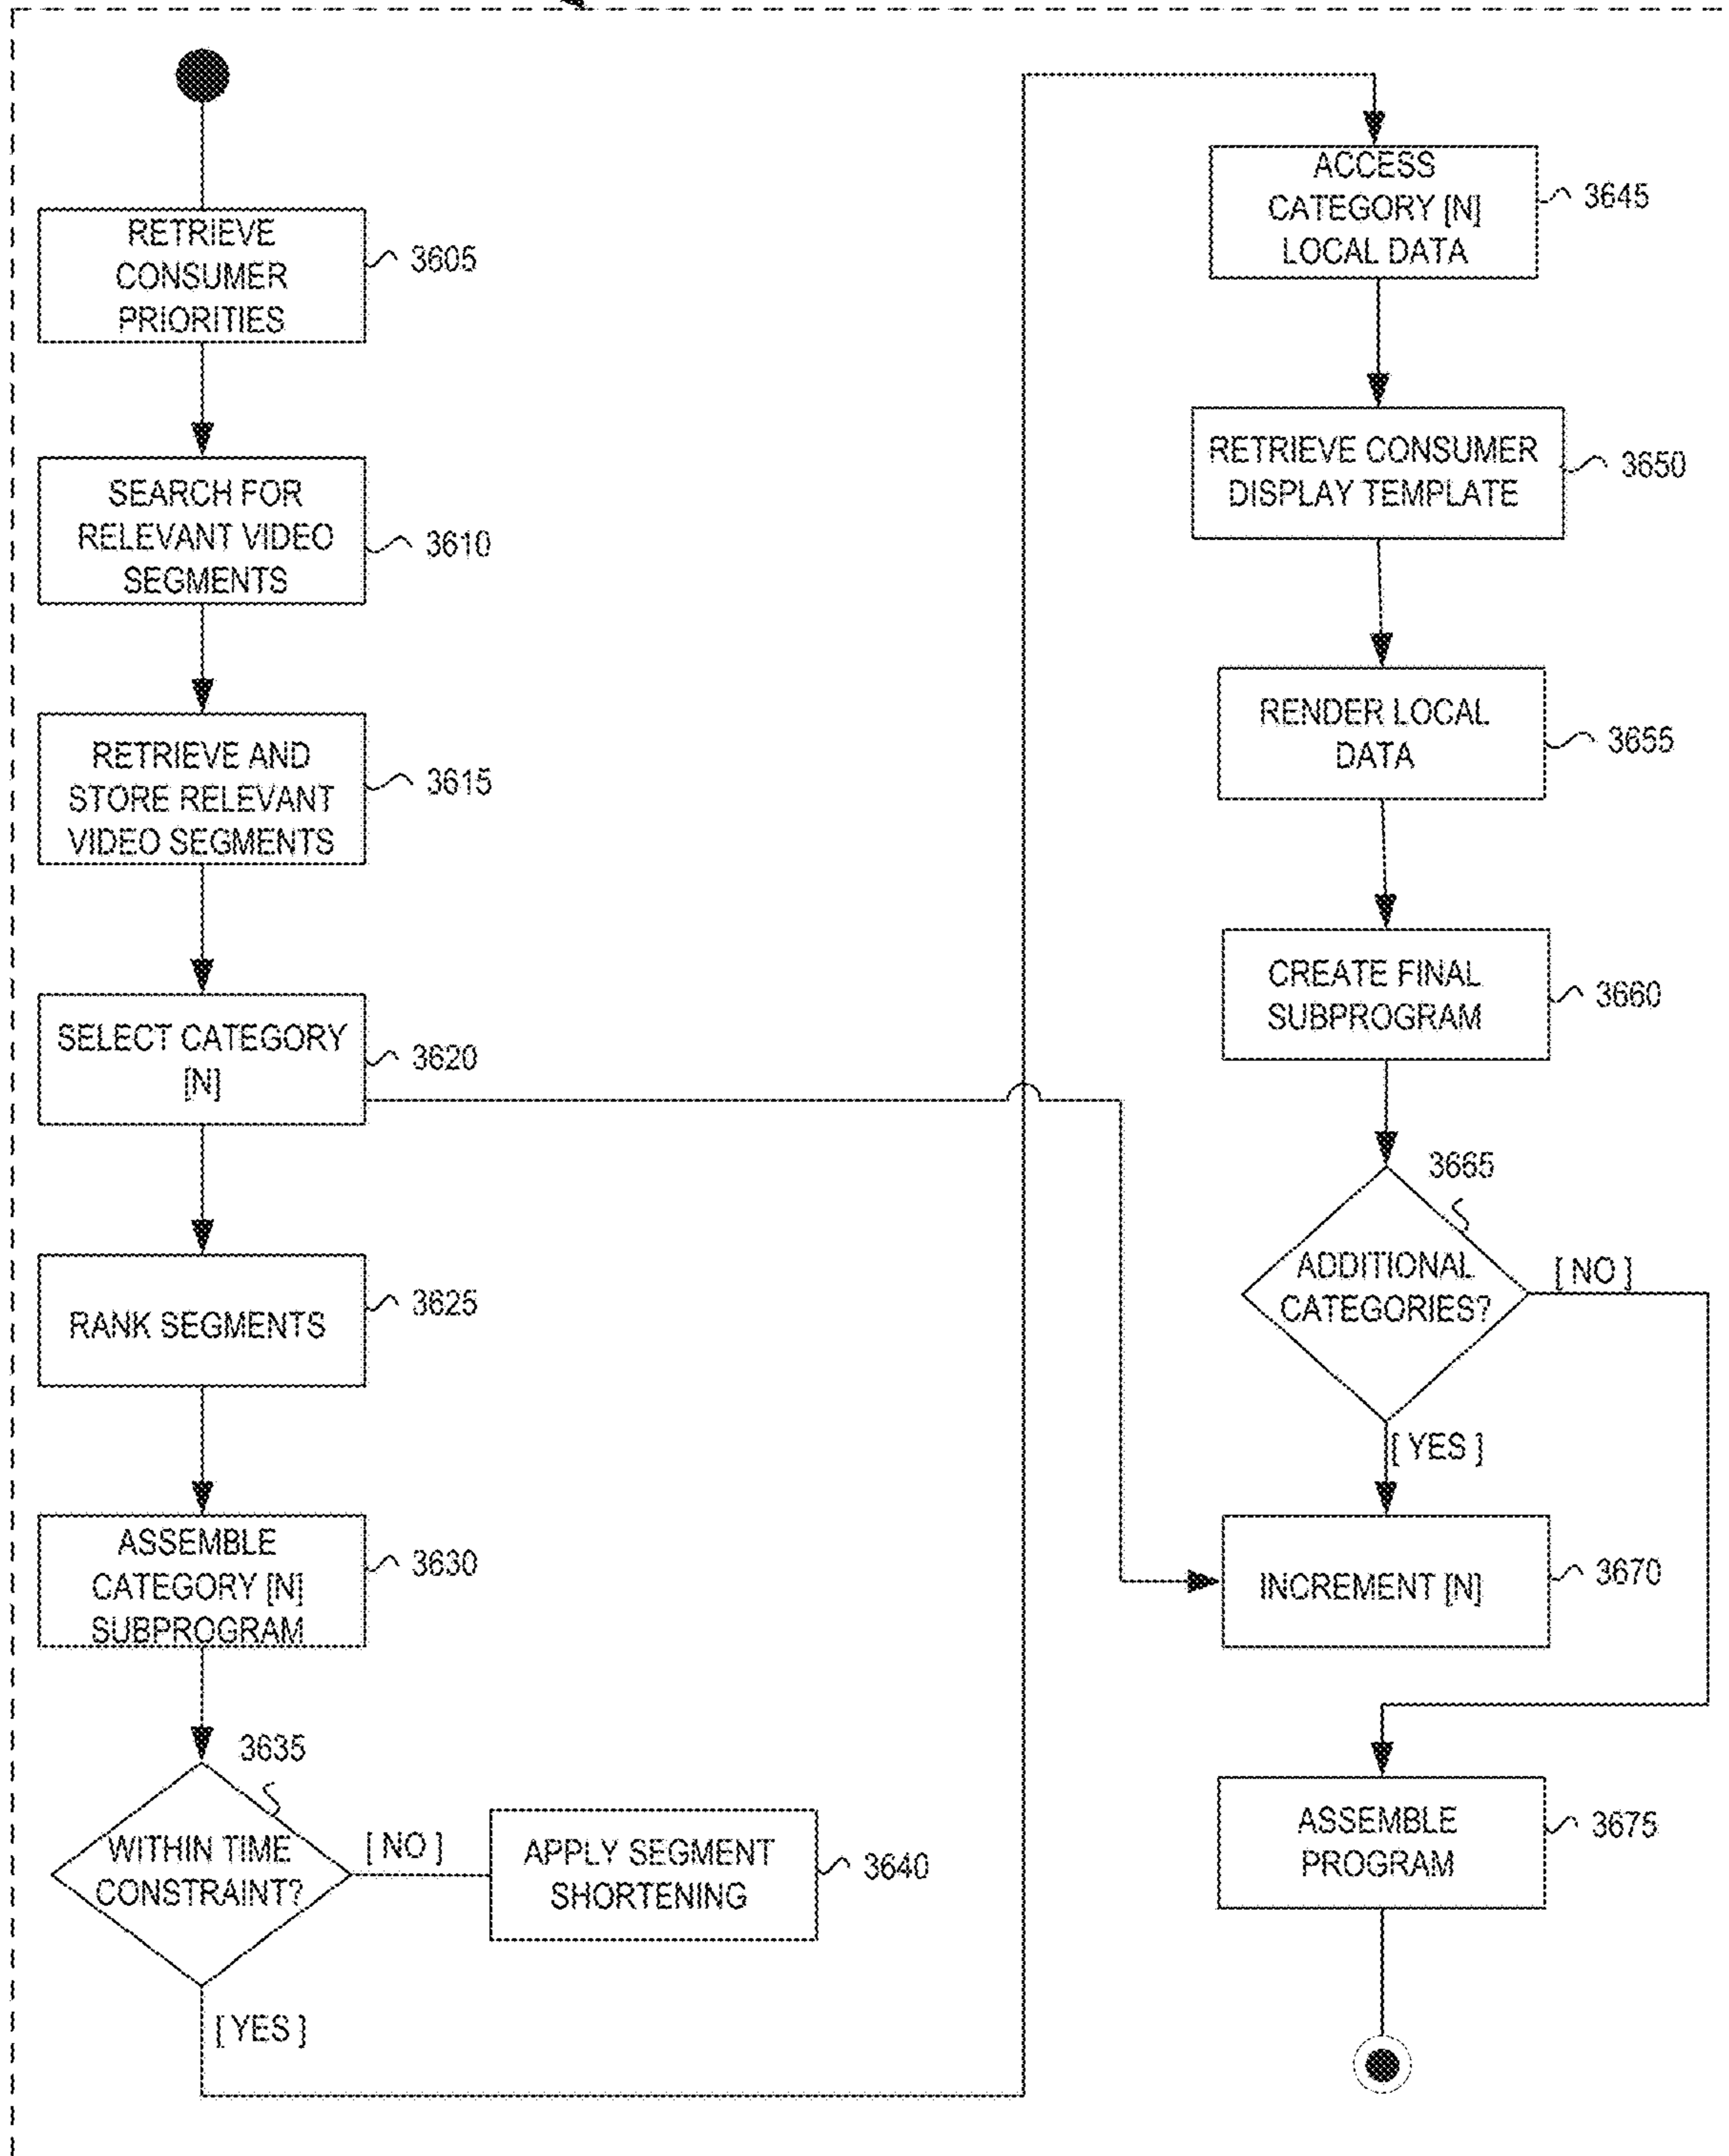 RETRIEVE
CONSUMER
PRIORITIES
3605
SEARCH FOR
RELEVANT VIDEO
SEGMENTS
3610
RETRIEVE AND
STORE RELEVANT
VIDEO SEGMENTS
3615
SELECT CATEGORY
[N]
3620
RANK SEGMENTS
3625
ASSEMBLE
CATEGORY [N]
SUBPROGRAM
3630
3635
WITHIN TIME
CONSTRAINT?
[ NO ]
APPLY SEGMENT
SHORTENING
3640
[ YES ]
ACCESS
CATEGORY [N]
LOCAL DATA
3645
RETRIEVE CONSUMER
DISPLAY TEMPLATE
3650
RENDER LOCAL
DATA
3655
CREATE FINAL
SUBPROGRAM
3660
3665
ADDITIONAL
CATEGORIES?
[ NO ]
[ YES ]
INCREMENT [N]
3670
ASSEMBLE
PROGRAM
3675